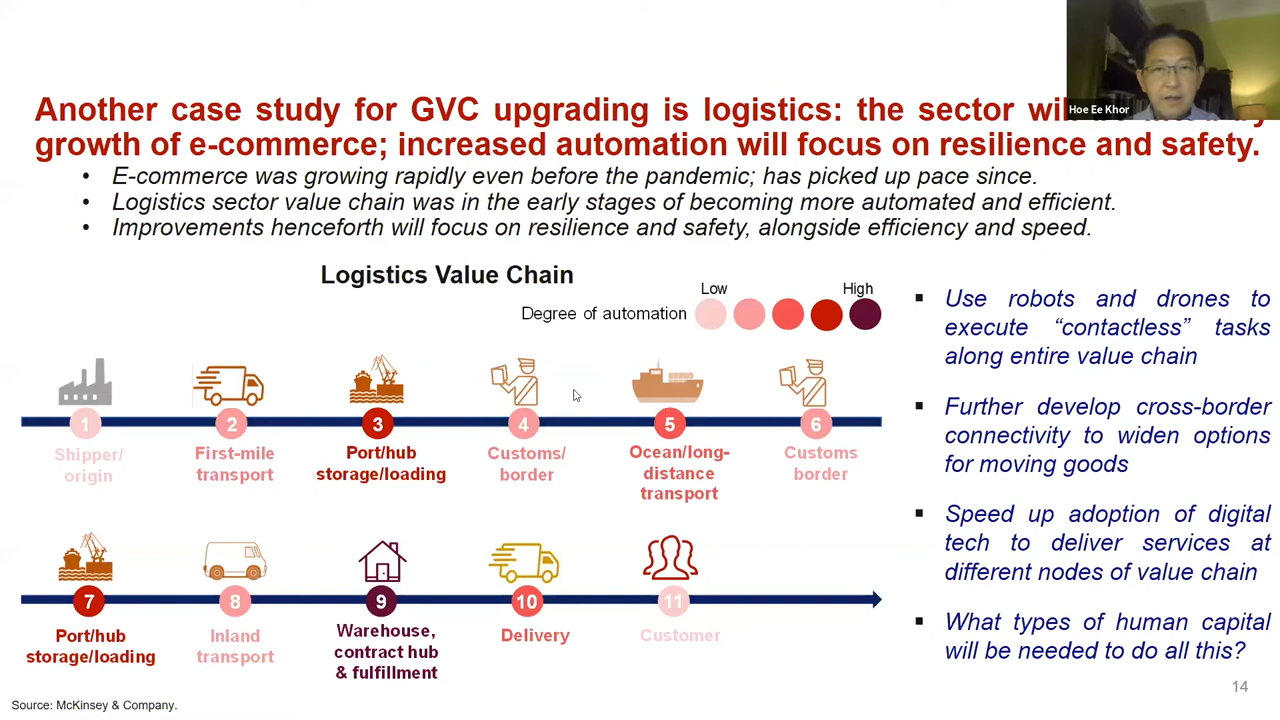 Hoe Ee Khor
Another case study for GVC upgrading is logistics: the sector
growth of e-commerce; increased automation will focus on resilience and safety.
• E-commerce was growing rapidly even before the pandemic; has picked up pace since.
• Logistics sector value chain was in the early stages of becoming more automated and efficient.
• Improvements henceforth will focus on resilience and safety, alongside efficiency and speed.
Logistics Value Chain
Low High
Degree of automation
1 2 3 4 5 6
Shipper/
origin
First-mile
transport
Port/hub
storage/loading
Customs/
border
Ocean/long-
distance
transport
Customs
border
7 8 9 10 11
Port/hub
storage/loading
Inland
transport
Warehouse,
contract hub
& fulfillment
Delivery
Customer
▪ Use robots and drones to
execute “contactless” tasks
along entire value chain
▪ Further develop cross-border
connectivity to widen options
for moving goods
▪ Speed up adoption of digital
tech to deliver services at
different nodes of value chain
▪ What types of human capital
will be needed to do all this?
14
Source: McKinsey & Company.